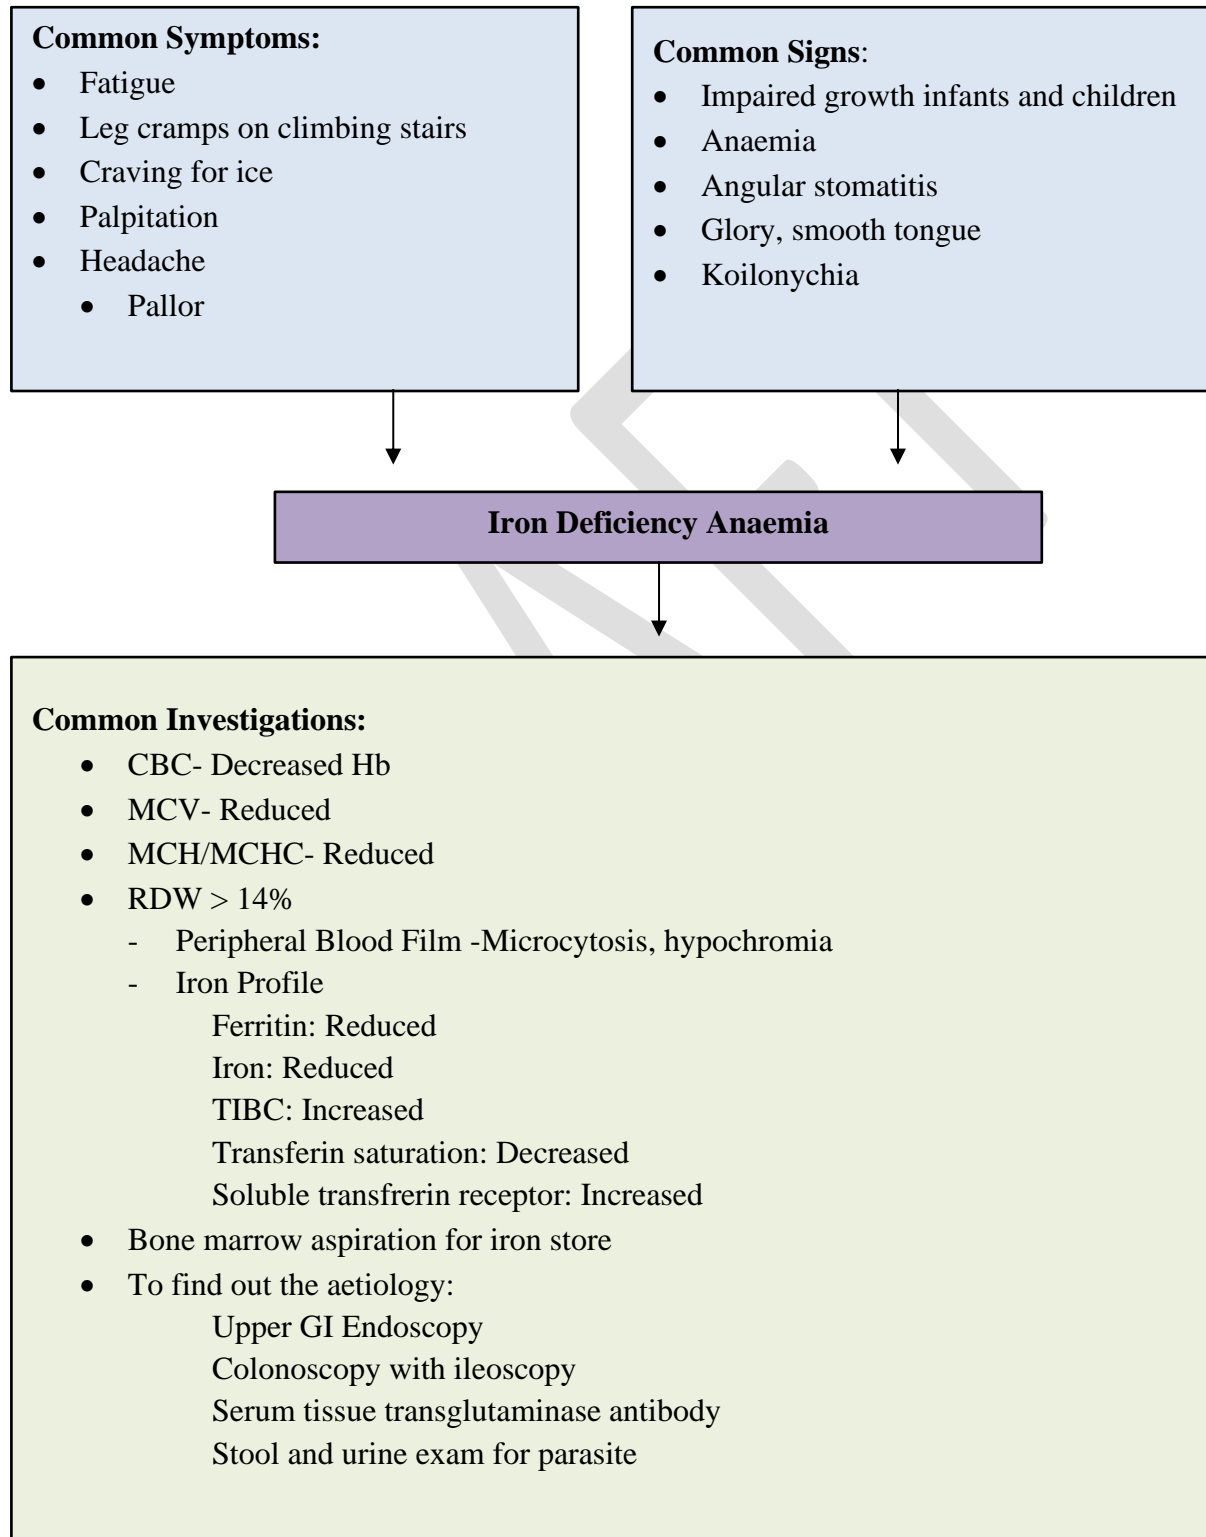 Common Symptoms:
• Fatigue
• Leg cramps on climbing stairs
• Craving for ice
• Palpitation
• Headache
• Pallor
Common Signs:
• Impaired growth infants and children
• Anaemia
• Angular stomatitis
• Glory, smooth tongue
• Koilonychia
Iron Deficiency Anaemia
Common Investigations:
• CBC- Decreased Hb
• MCV- Reduced
• MCH/MCHC- Reduced
• RDW > 14%
- Peripheral Blood Film -Microcytosis, hypochromia
- Iron Profile
Ferritin: Reduced
Iron: Reduced
TIBC: Increased
Transferin saturation: Decreased
Soluble transfrerin receptor: Increased
• Bone marrow aspiration for iron store
• To find out the aetiology:
Upper GI Endoscopy
Colonoscopy with ileoscopy
Serum tissue transglutaminase antibody
Stool and urine exam for parasite